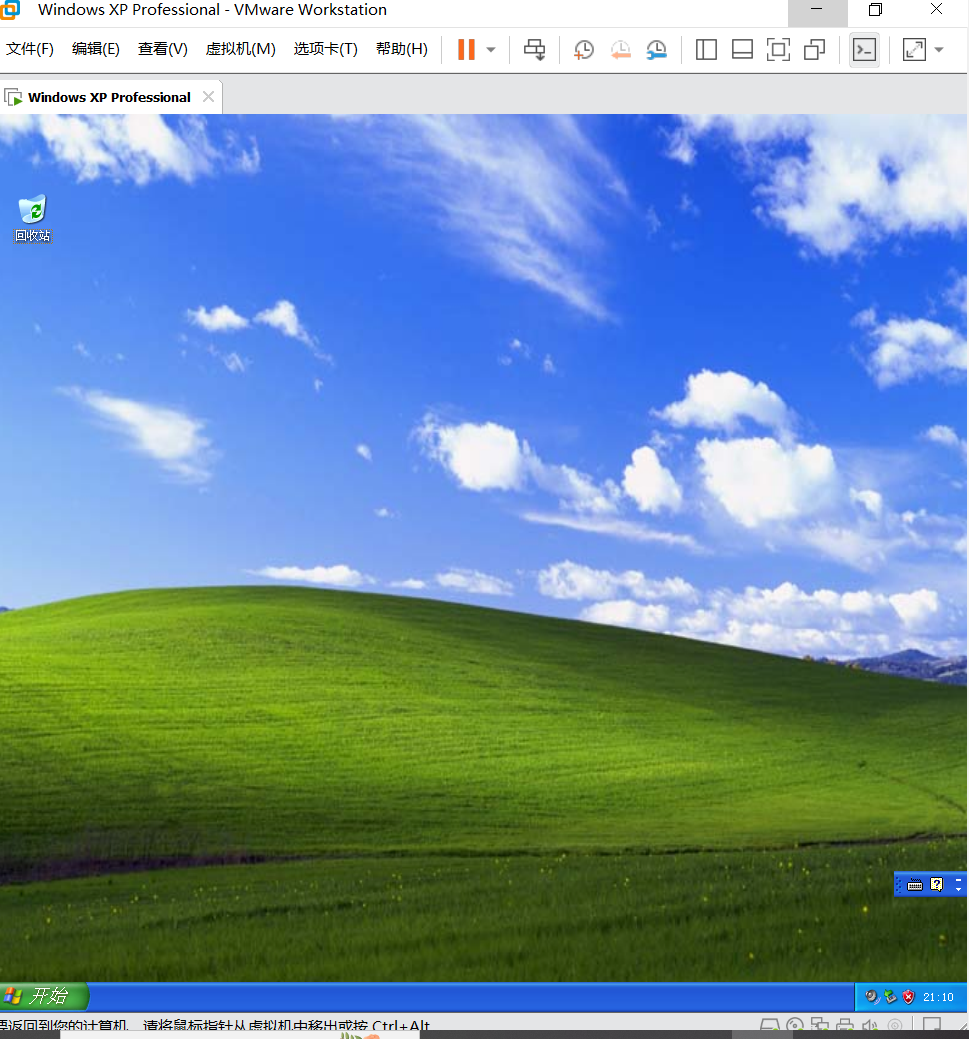 Windows XP Professional - VMware Workstation
文件(F) 编辑(E) 查看(V) 虚拟机(M) 选项卡(T) 帮助(H)
Windows XP Professional
回收站
开始
21:10
要返回到您的计算机，请将鼠标指针从虚拟机中移出或按 Ctrl+Alt